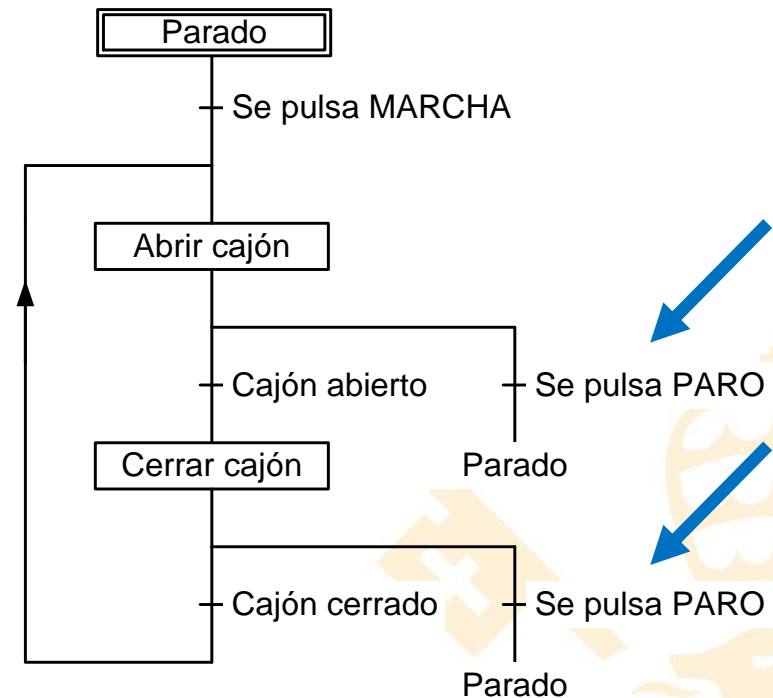 Parado
Se pulsa MARCHA
Abrir cajón
Cajón abierto
Se pulsa PARO
Cerrar cajón
Parado
Cajón cerrado
Se pulsa PARO
Parado